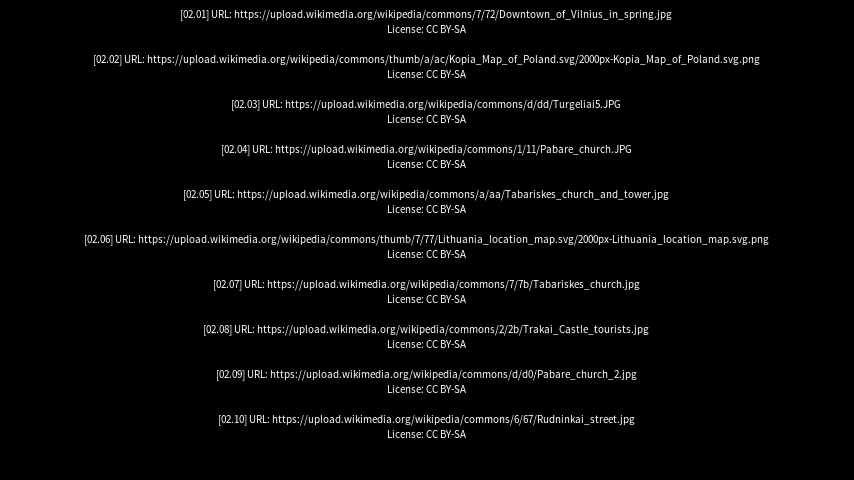 [02.01] URL: https://upload.wikimedia.org/wikipedia/commons/7/72/Downtown_of_Vilnius_in_spring.jpg
License: CC BY-SA
[02.02] URL: https://upload.wikimedia.org/wikipedia/commons/thumb/a/ac/Kopia_Map_of_Poland.svg/2000px-Kopia_Map_of_Poland.svg.png
License: CC BY-SA
[02.03] URL: https://upload.wikimedia.org/wikipedia/commons/d/dd/Turgeliai5.JPG
License: CC BY-SA
[02.04] URL: https://upload.wikimedia.org/wikipedia/commons/1/11/Pabare_church.JPG
License: CC BY-SA
[02.05] URL: https://upload.wikimedia.org/wikipedia/commons/a/aa/Tabariskes_church_and_tower.jpg
License: CC BY-SA
[02.06] URL: https://upload.wikimedia.org/wikipedia/commons/thumb/7/77/Lithuania_location_map.svg/2000px-Lithuania_location_map.svg.png
License: CC BY-SA
[02.07] URL: https://upload.wikimedia.org/wikipedia/commons/7/7b/Tabariskes_church.jpg
License: CC BY-SA
[02.08] URL: https://upload.wikimedia.org/wikipedia/commons/2/2b/Trakai_Castle_tourists.jpg
License: CC BY-SA
[02.09] URL: https://upload.wikimedia.org/wikipedia/commons/d/d0/Pabare_church_2.jpg
License: CC BY-SA
[02.10] URL: https://upload.wikimedia.org/wikipedia/commons/6/67/Rudninkai_street.jpg
License: CC BY-SA